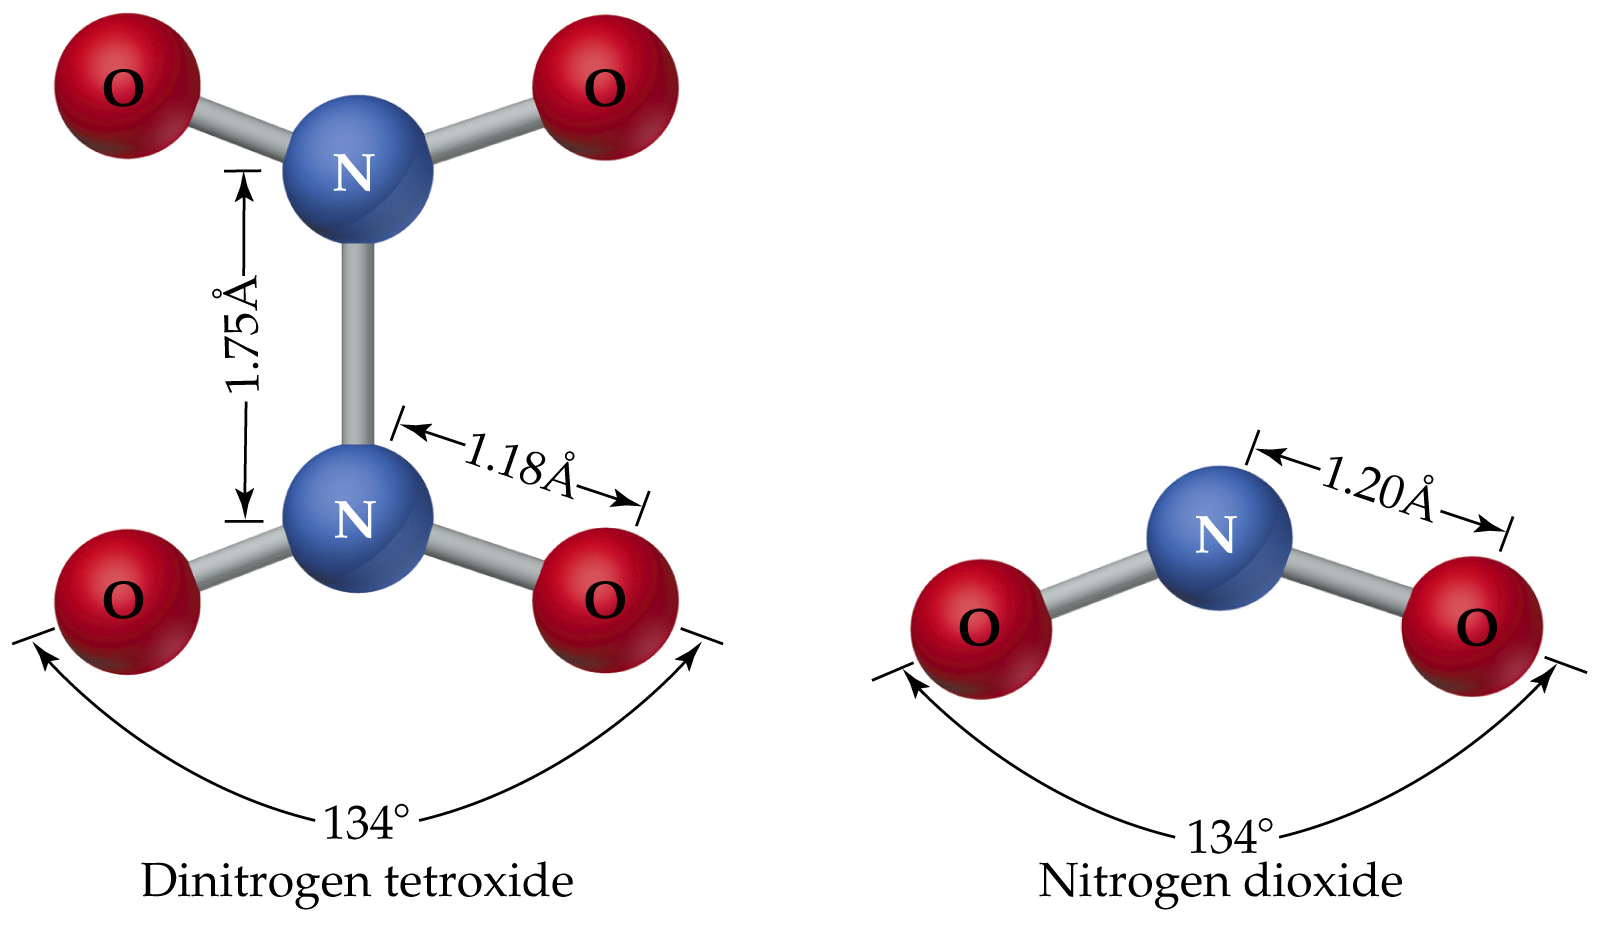 O
O
N
1.75Å
1.18Å
N
O
O
134°
Dinitrogen tetroxide
1.20Å
N
O
O
134°
Nitrogen dioxide